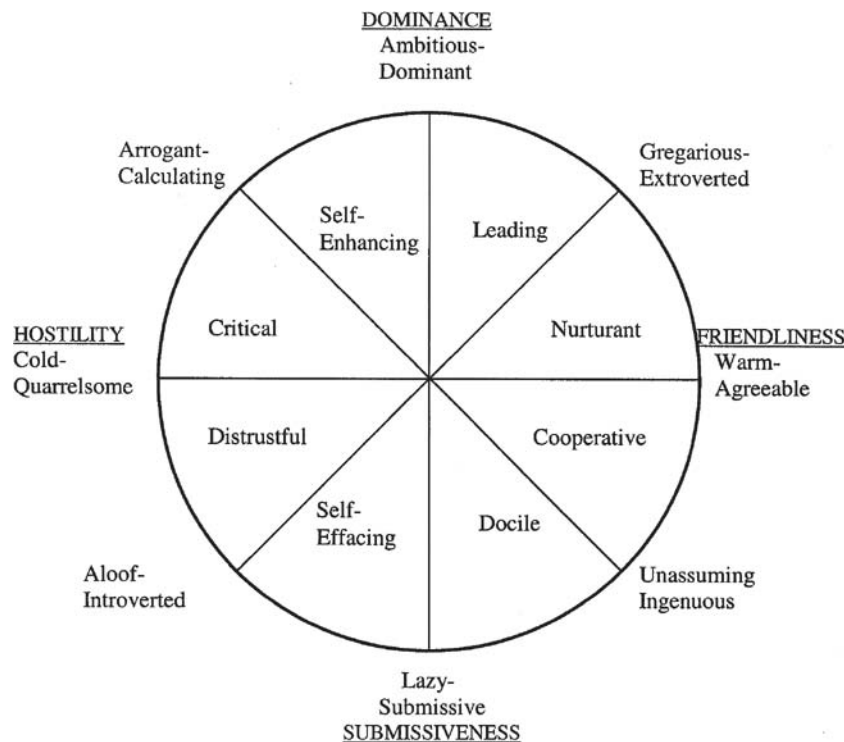 DOMINANCE
Ambitious-
Dominant
Arrogant-
Calculating
Gregarious-
Extroverted
Self-
Enhancing
Leading
HOSTILITY
Cold-
Quarrelsome
Critical
Nurturant
FRIENDLINESS
Warm-
Agreeable
Distrustful
Cooperative
Self-
Effacing
Docile
Aloof-
Introverted
Unassuming
Ingenuous
Lazy-
Submissive
SUBMISSIVENESS